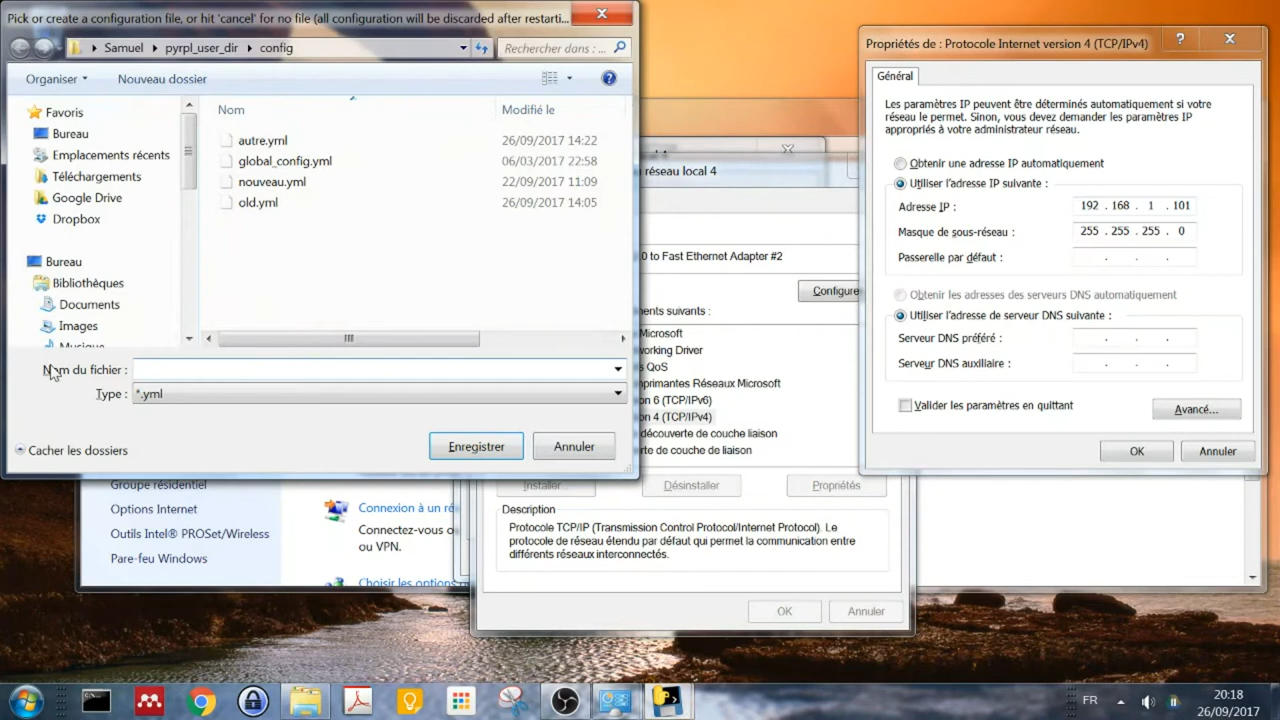 Pick or create a configuration file, or hit 'cancel' for no file (all configuration will be discarded after restarti...
Samuel
pyrpl_user_dir
config
Rechercher dans : ...
Organiser
Nouveau dossier
Nom
Modifié le
Favoris
Bureau
Emplacements récents
Téléchargements
Google Drive
Dropbox
Bureau
Bibliothèques
Documents
Images
Musique
autre.yml
26/09/2017 14:22
global_config.yml
06/03/2017 22:58
nouveau.yml
22/09/2017 11:09
old.yml
26/09/2017 14:05
Nom du fichier :
Type :
*.yml
Cacher les dossiers
Enregistrer
Annuler
Propriétés de : Protocole Internet version 4 (TCP/IPv4)
Général
Les paramètres IP peuvent être déterminés automatiquement si votre
réseau le permet. Sinon, vous devez demander les paramètres IP
appropriés à votre administrateur réseau.
Obtenir une adresse IP automatiquement
Utiliser l'adresse IP suivante :
Adresse IP :
192 . 168 . 1 . 101
Masque de sous-réseau :
255 . 255 . 255 . 0
Passerelle par défaut :
. . .
Obtenir les adresses des serveurs DNS automatiquement
Utiliser l'adresse de serveur DNS suivante :
Serveur DNS préféré :
. . .
Serveur DNS auxiliaire :
. . .
Valider les paramètres en quittant
Avancé...
OK
Annuler
réseau local 4
0 to Fast Ethernet Adapter #2
Configure
ents suivants :
Microsoft
orking Driver
QoS
primantes Réseaux Microsoft
on 6 (TCP/IPv6)
on 4 (TCP/IPv4)
découverte de couche liaison
rte de couche de liaison
Installer...
Désinstaller
Propriétés
Description
Protocole TCP/IP (Transmission Control Protocol/Internet Protocol). Le
protocole de réseau étendu par défaut qui permet la communication entre
différents réseaux interconnectés.
OK
Annuler
Groupe résidentiel
Options Internet
Outils Intel® PROSet/Wireless
Pare-feu Windows
Connexion à un ré
Connectez-vous o
ou VPN.
Choisir les options
FR
20:18
26/09/2017